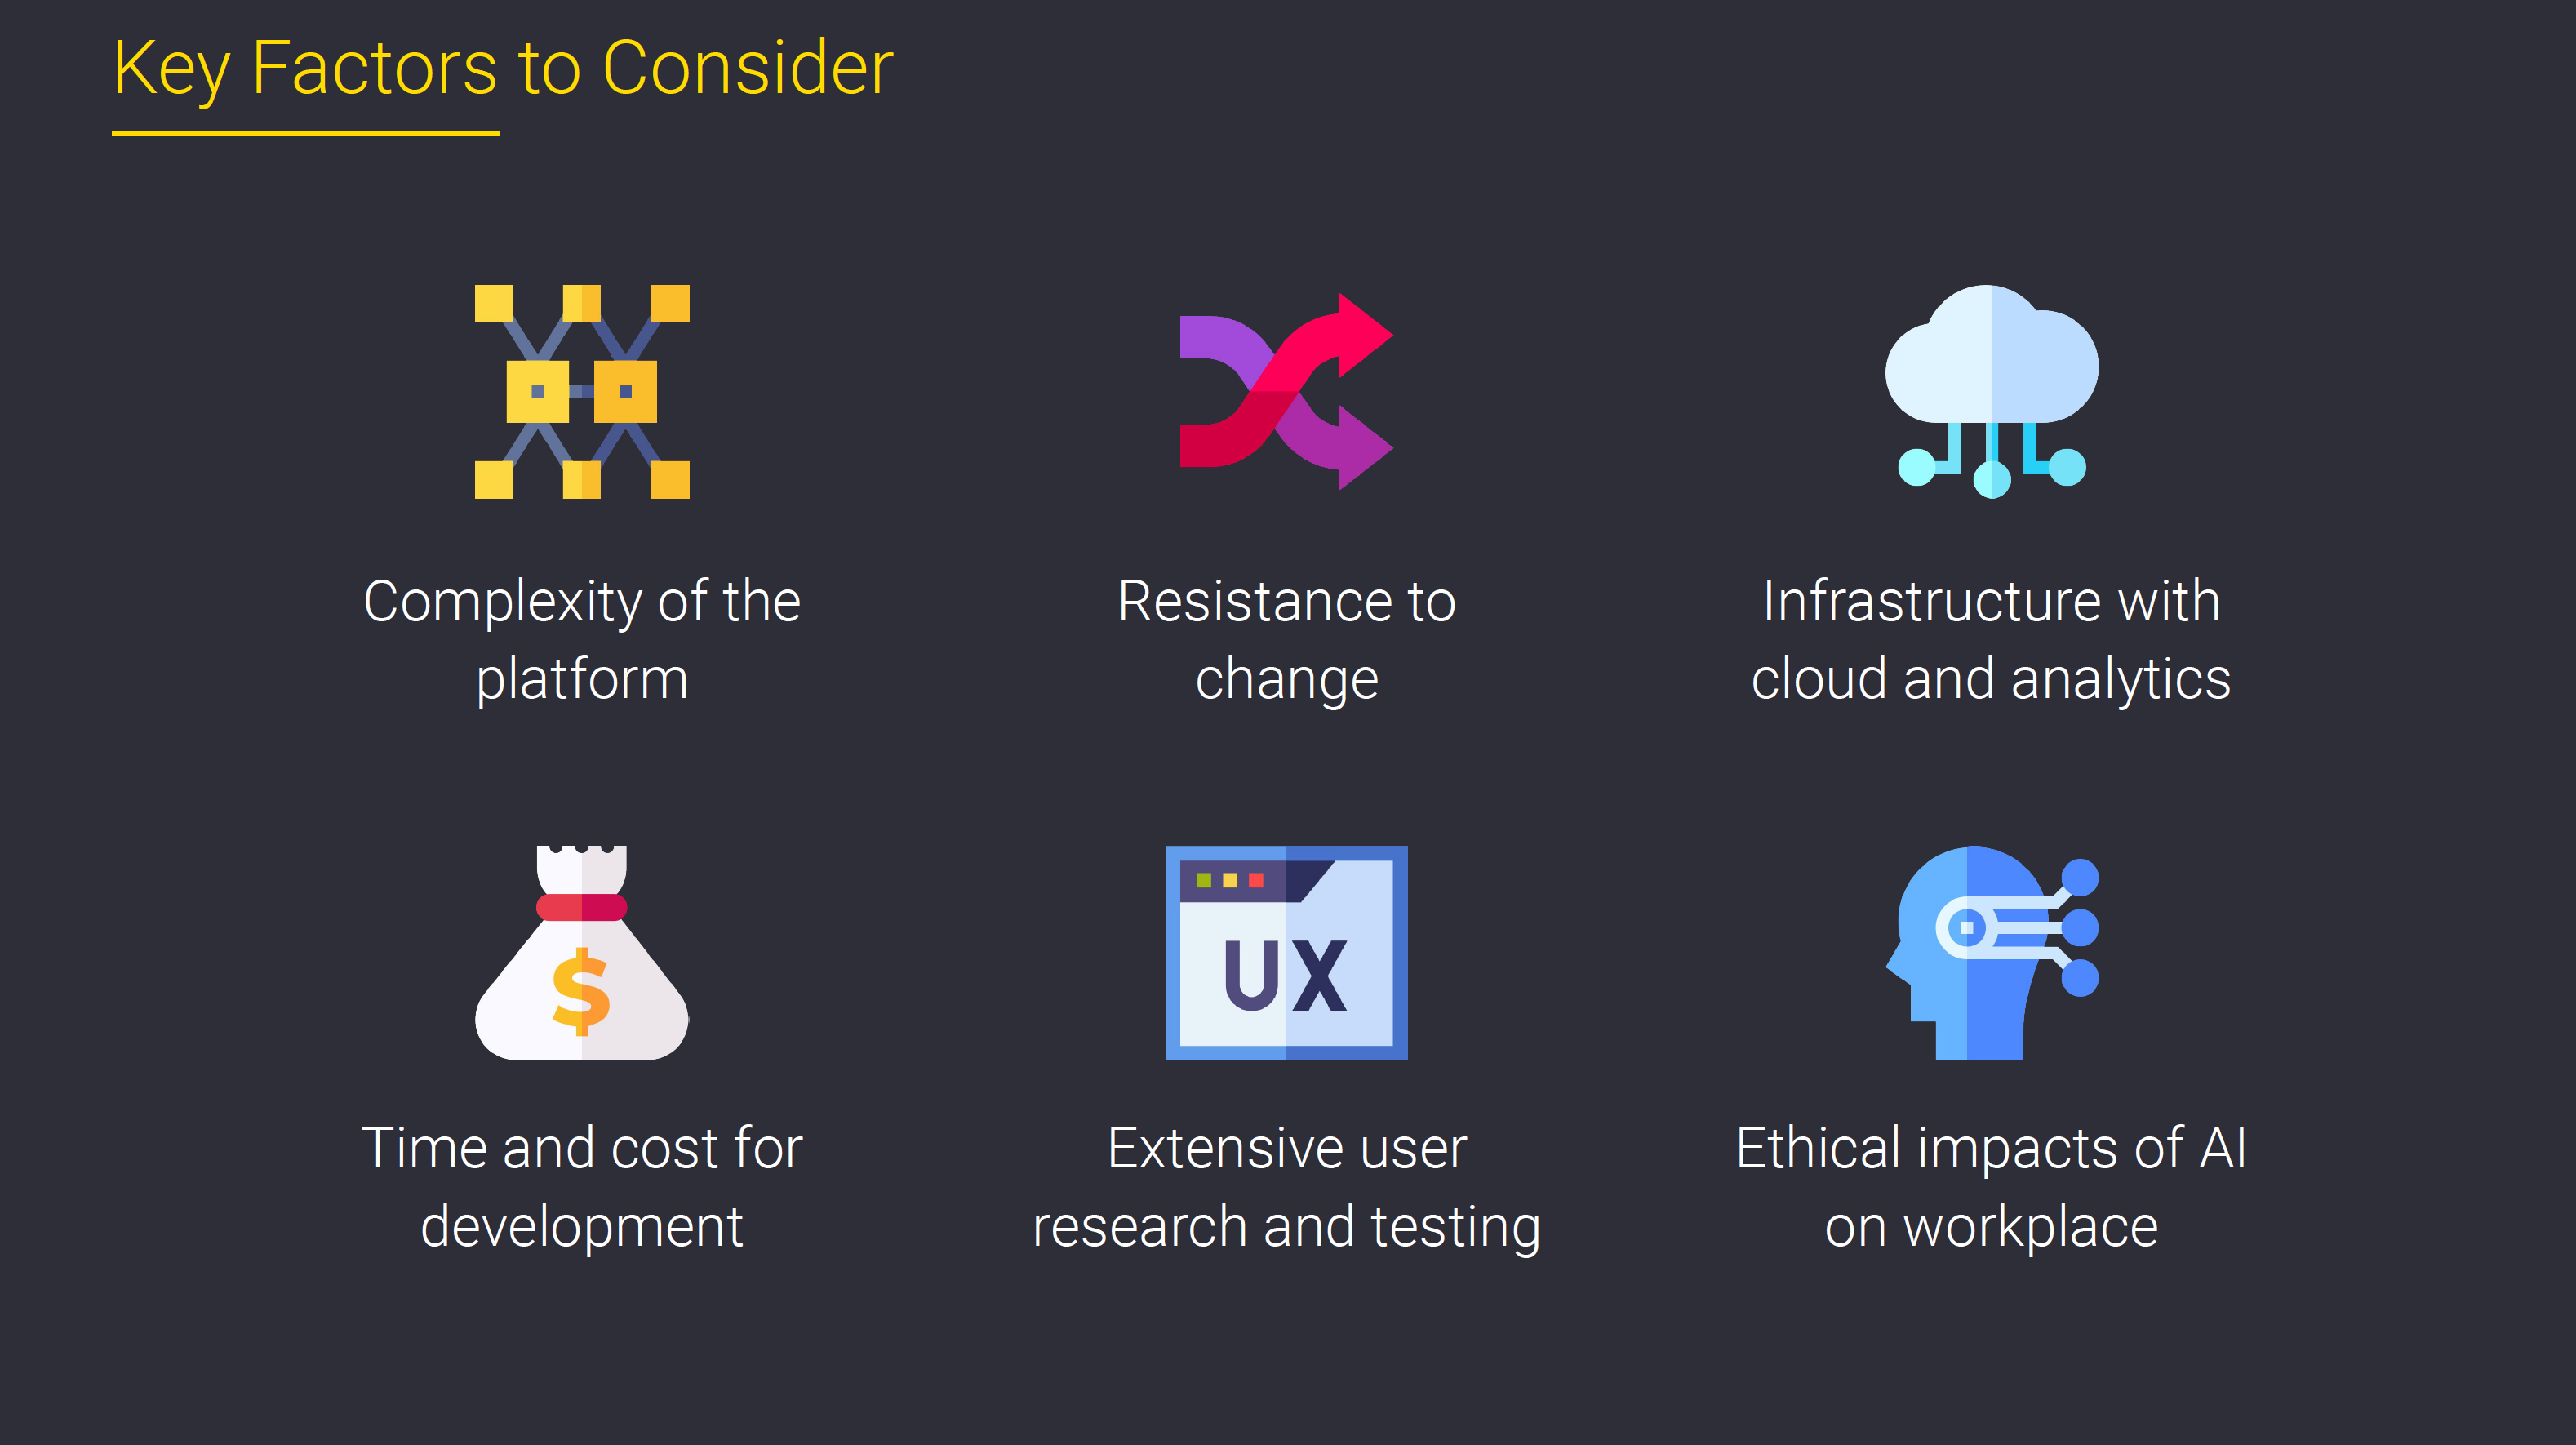 Key Factors to Consider
Complexity of the
platform
Resistance to
change
Infrastructure with
cloud and analytics
$
Time and cost for
development
UX
Extensive user
research and testing
Ethical impacts of AI
on workplace